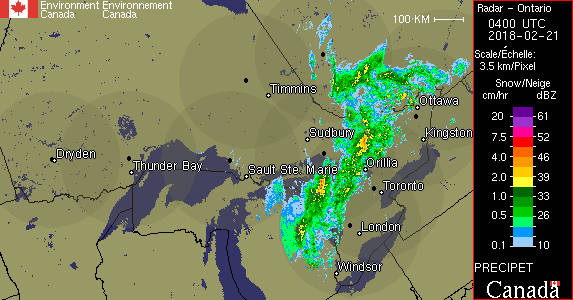 Environment Environnement
Canada Canada
100 KM
Timmins
Ottawa
Sudbury
Kingston
Dryden
Thunder Bay
Sault Ste. Marie
Orillia
Toronto
London
Windsor
Radar - Ontario
0400 UTC
2018-02-21
Scale/Échelle:
3.5 km/Pixel
Snow/Neige
cm/hr dBZ
20 61
7.5 57
5.0 52
4.0 46
2.0 39
1.0 33
0.5 26
0.1 10
PRECIPET
Canada